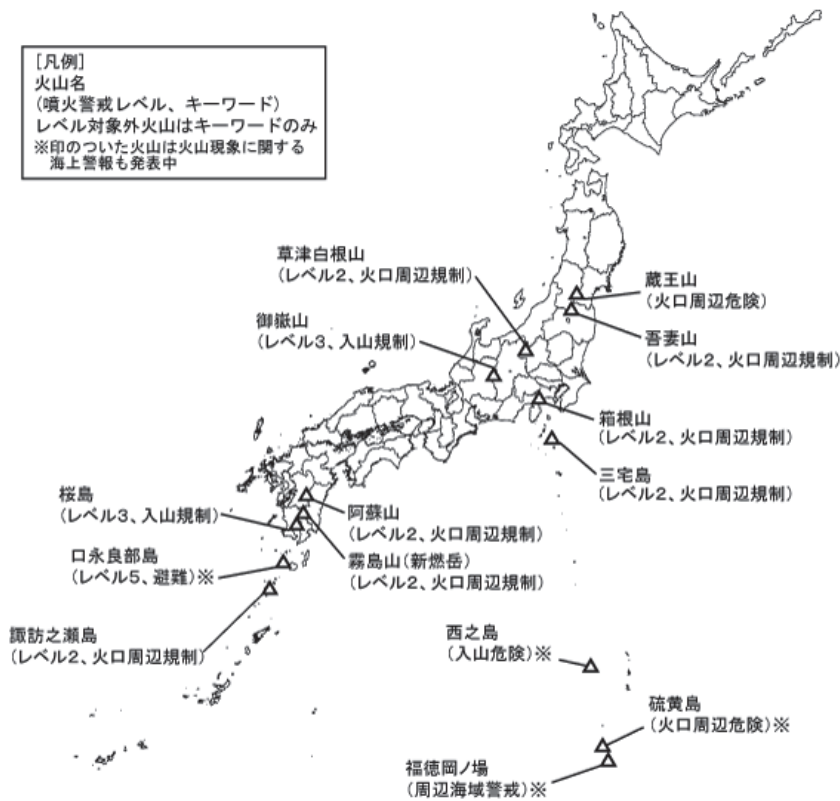 [凡例]
火山名
(噴火警戒レベル、キーワード)
レベル対象外火山はキーワードのみ
※印のついた火山は火山現象に関する
海上警報も発表中
草津白根山
(レベル2、火口周辺規制)
蔵王山
(火口周辺危険)
御嶽山
(レベル3、入山規制)
吾妻山
(レベル2、火口周辺規制)
箱根山
(レベル2、火口周辺規制)
三宅島
(レベル2、火口周辺規制)
桜島
(レベル3、入山規制)
阿蘇山
(レベル2、火口周辺規制)
口永良部島
(レベル5、避難)※
霧島山(新燃岳)
(レベル2、火口周辺規制)
諏訪之瀬島
(レベル2、火口周辺規制)
西之島
(入山危険)※
硫黄島
(火口周辺危険)※
福徳岡ノ場
(周辺海域警戒)※